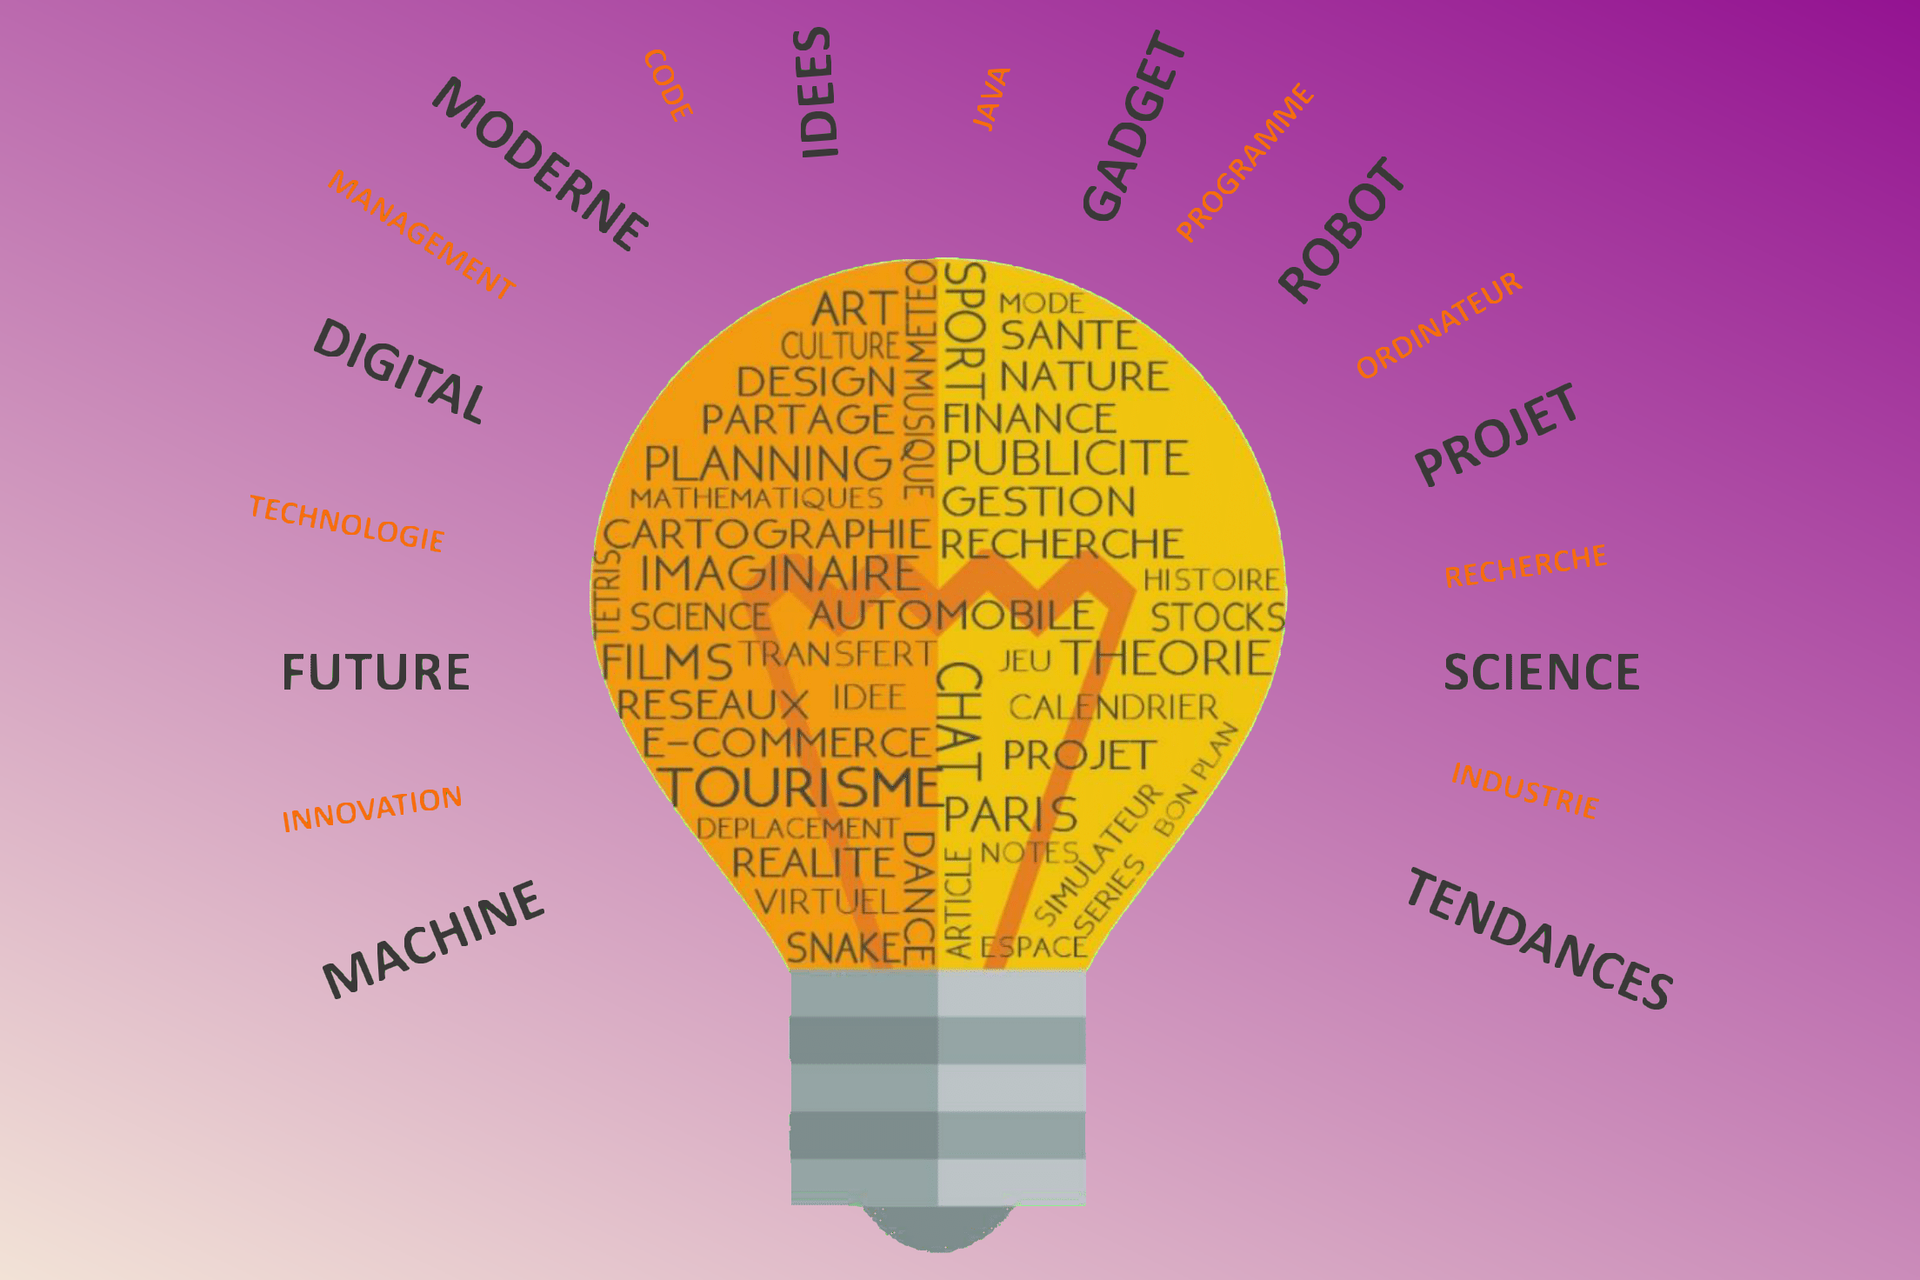 CODE
IDEES
JAVA
GADGET
MODERNE
PROGRAMME
ROBOT
MANAGEMENT
ORDINATEUR
DIGITAL
PROJET
TECHNOLOGIE
RECHERCHE
FUTURE
SCIENCE
INNOVATION
INDUSTRIE
MACHINE
TENDANCES
METEO
SPORT
ART
MODE
CULTURE
SANTE
DESIGN
NATURE
MUSIQUE
PARTAGE
FINANCE
PLANNING
PUBLICITE
MATHEMATIQUES
GESTION
CARTOGRAPHIE
RECHERCHE
TETRIS
IMAGINAIRE
HISTOIRE
SCIENCE
AUTOMOBILE
STOCKS
FILMS
TRANSFERT
JEU
THEORIE
RESEAUX
IDEE
CHAT
CALENDRIER
E-COMMERCE
PROJET
BON PLAN
TOURISME
PARIS
SIMULATEUR
DEPLACEMENT
DANCE
ARTICLE
NOTES
REALITE
SERIES
VIRTUEL
SNAKE
ESPACE